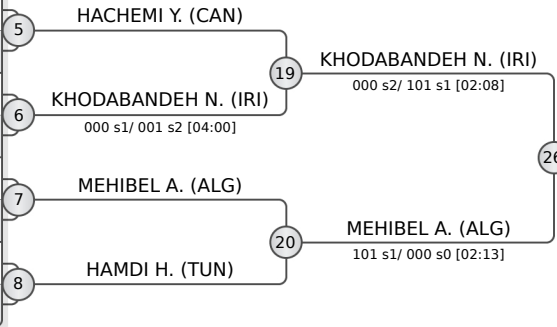 HACHEMI Y. (CAN)
5
KHODABANDEH N. (IRI)
19
000 s2/ 101 s1 [02:08]
KHODABANDEH N. (IRI)
6
000 s1/ 001 s2 [04:00]
26
MEHIBEL A. (ALG)
7
MEHIBEL A. (ALG)
20
101 s1/ 000 s0 [02:13]
HAMDI H. (TUN)
8